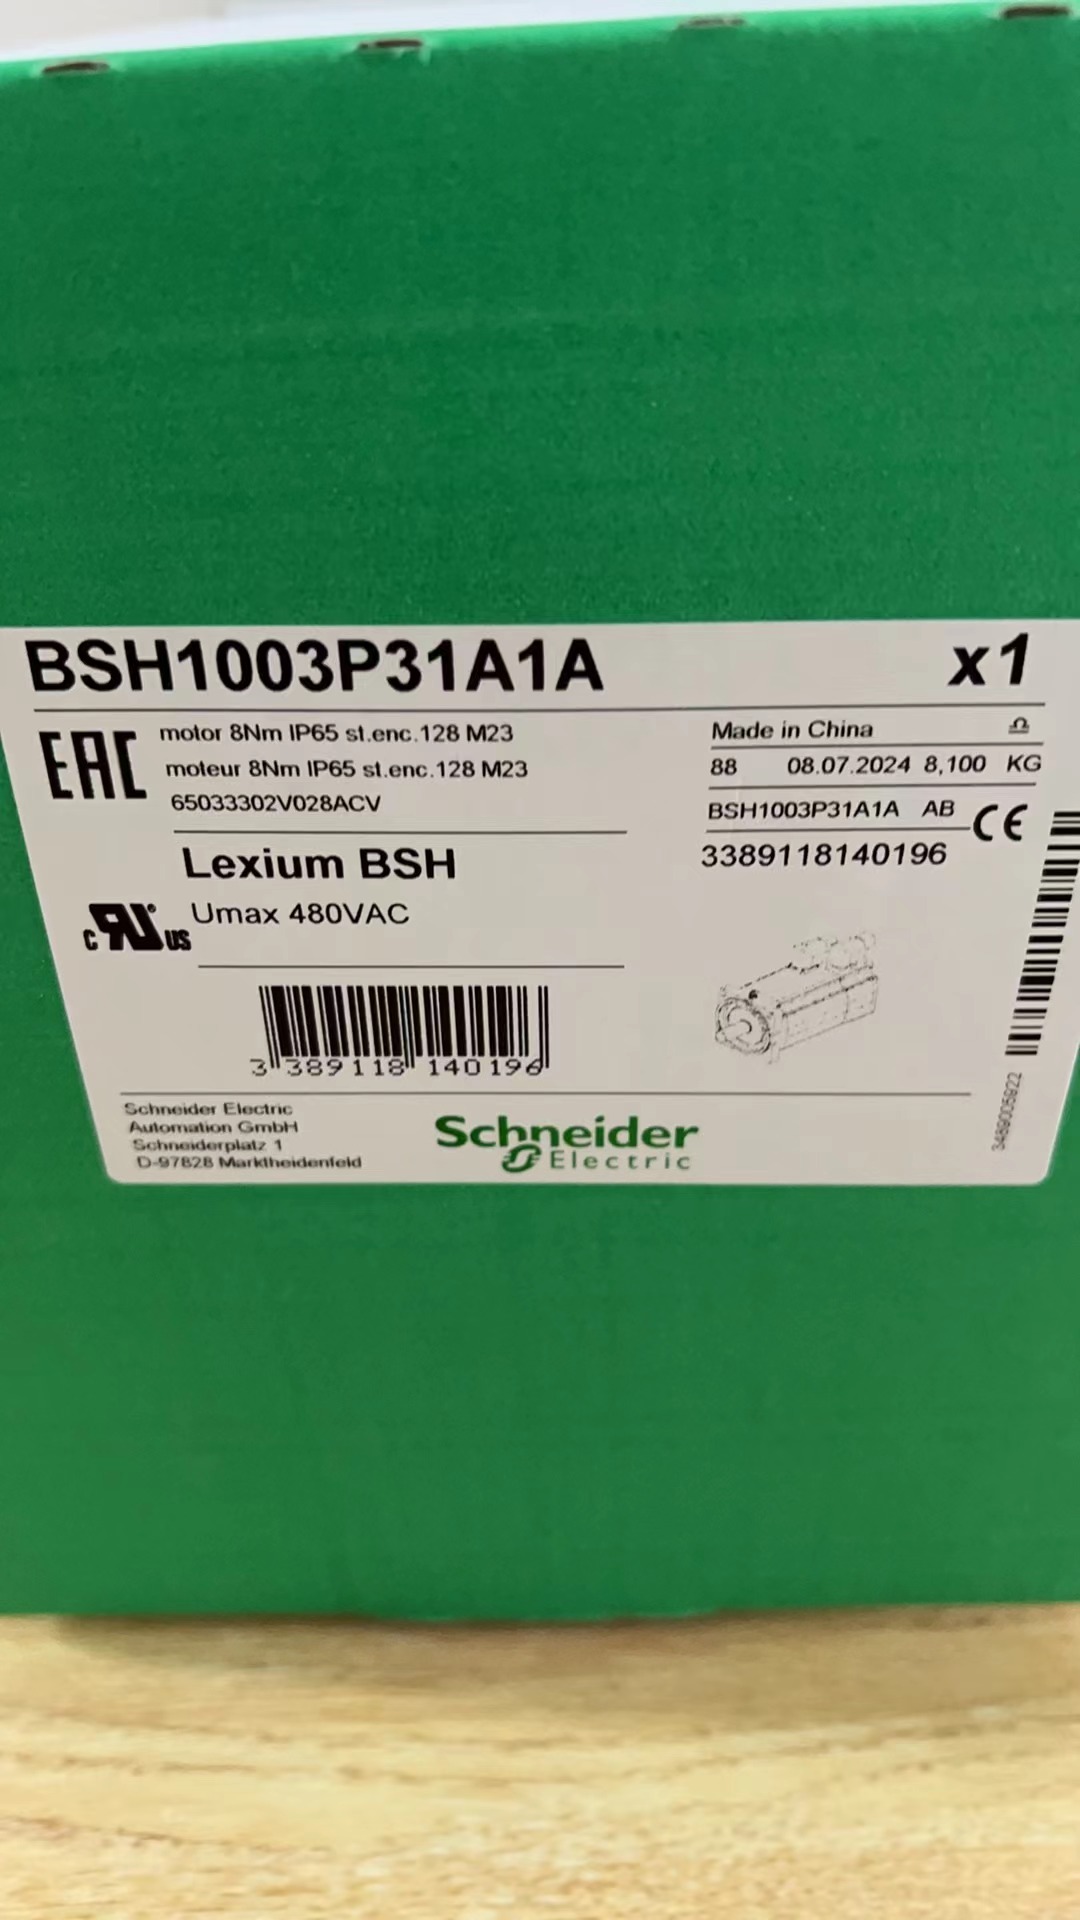 BSH1003P31A1A x1
EAC
motor 8Nm IP65 st.enc.128 M23
moteur 8Nm IP65 st.enc.128 M23
65033302V028ACV
Made in China
88 08.07.2024 8,100 KG
BSH1003P31A1A AB CE
3389118140196
Lexium BSH
Umax 480VAC
c RU us
3 389118 140196
3489005922
Schneider Electric
Automation GmbH
Schneiderplatz 1
D-97828 Marktheidenfeld
Schneider
Electric